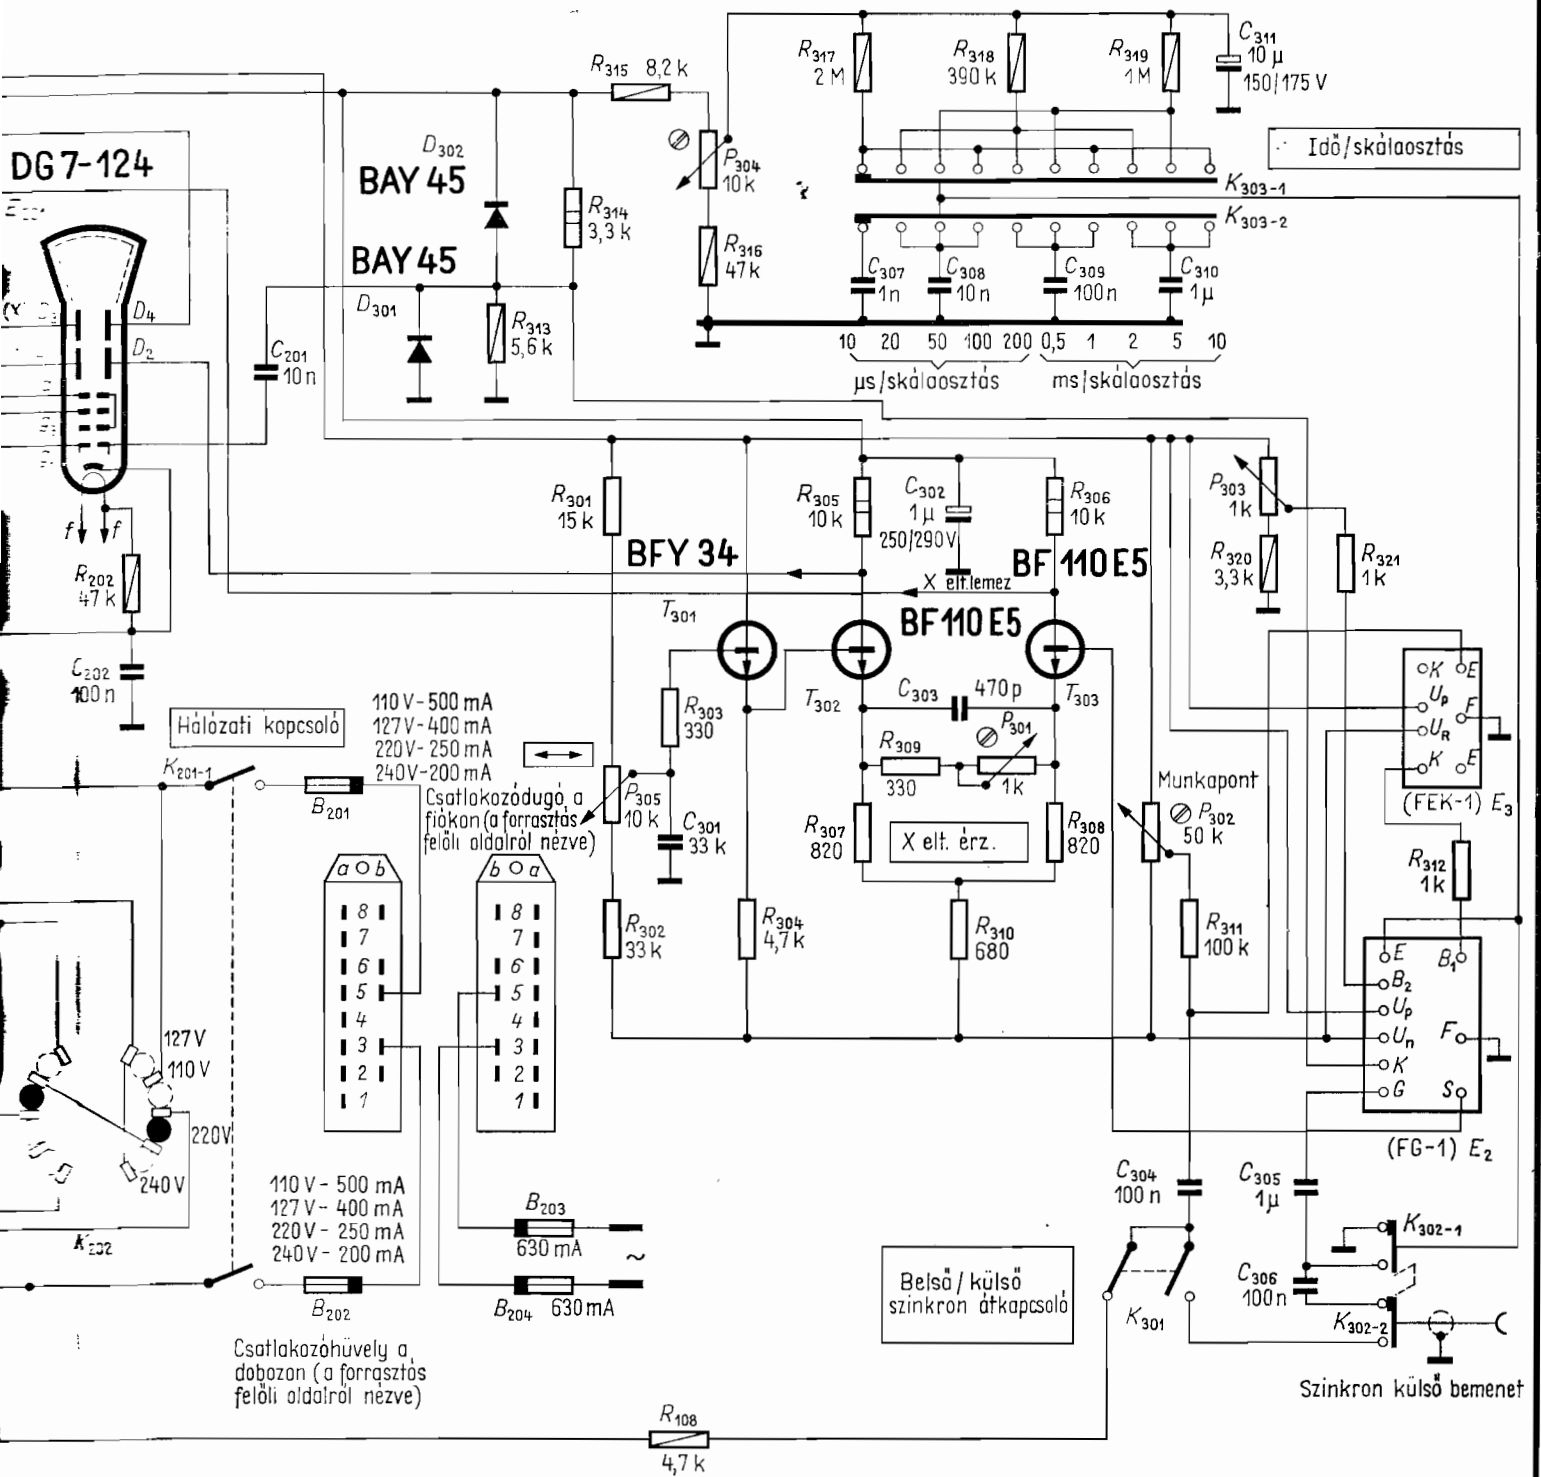 R315 8,2 k
R317
2 M
R318
390 k
R319
1 M
C311
10 µ
150/175 V
DG 7-124
D302
BAY 45
P304
10 k
Idő/skálaosztás
K303-1
R314
3,3 k
K303-2
BAY 45
R316
47 k
C307
1 n
C308
10 n
C309
100 n
C310
1 µ
D301
R313
5,6 k
D4
D2
C201
10 n
10 20 50 100 200 0,5 1 2 5 10
µs/skálaosztás ms/skálaosztás
f f
R202
47 k
R301
15 k
R305
10 k
C302
1 µ
250/290 V
R306
10 k
P303
1 k
R320
3,3 k
R321
1 k
BFY 34
BF 110 E5
X elt. lemez
T301
BF 110 E5
C202
100 n
T302
C303 470 p
T303
K E
Up
F
UR
K E
(FEK-1) E3
Hálózati kopcsoló
110 V - 500 mA
127 V - 400 mA
220 V - 250 mA
240 V - 200 mA
R303
330
R309
330
P301
1 k
K201-1
B201
Csatlakozódugó a
fiókon (a forrasztás
felöli oldalról nézve)
P305
10 k
C301
33 k
R307
820
X elt. érz.
R308
820
Munkapont
P302
50 k
R312
1 k
a b
8
7
6
5
4
3
2
1
b a
8
7
6
5
4
3
2
1
R302
33 k
R304
4,7 k
R310
680
R311
100 k
E B1
B2
Up
Un F
K
G S
(FG-1) E2
127 V
110 V
220 V
240 V
K202
110 V - 500 mA
127 V - 400 mA
220 V - 250 mA
240 V - 200 mA
B202
B203
630 mA
~
B204 630 mA
C304
100 n
C305
1 µ
K302-1
Belső / külső
szinkron átkapcsoló
K301
C306
100 n
K302-2
Csatlakozóhüvely a
dobozon (a forrasztás
felöli oldalról nézve)
Szinkron külső bemenet
R108
4,7 k